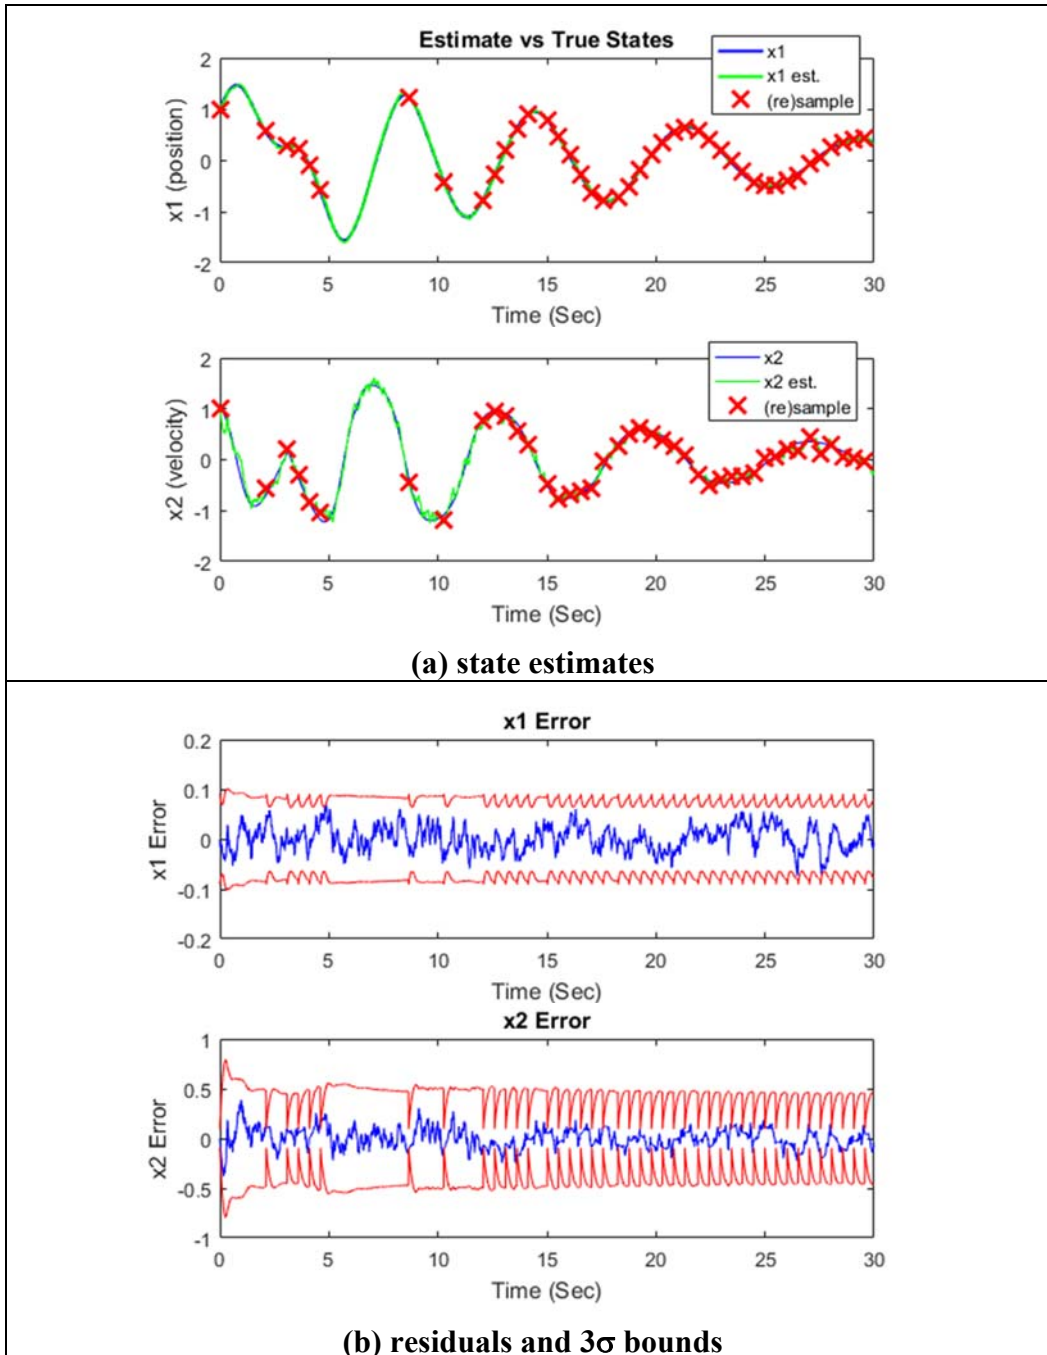 Estimate vs True States
x1
x1 est.
(re)sample
x1 (position)
2
1
0
-1
-2
0 5 10 15 20 25 30
Time (Sec)
x2
x2 est.
(re)sample
x2 (velocity)
2
1
0
-1
-2
0 5 10 15 20 25 30
Time (Sec)
(a) state estimates
x1 Error
x1 Error
0.2
0.1
0
-0.1
-0.2
0 5 10 15 20 25 30
Time (Sec)
x2 Error
x2 Error
1
0.5
0
-0.5
-1
0 5 10 15 20 25 30
Time (Sec)
(b) residuals and 3σ bounds